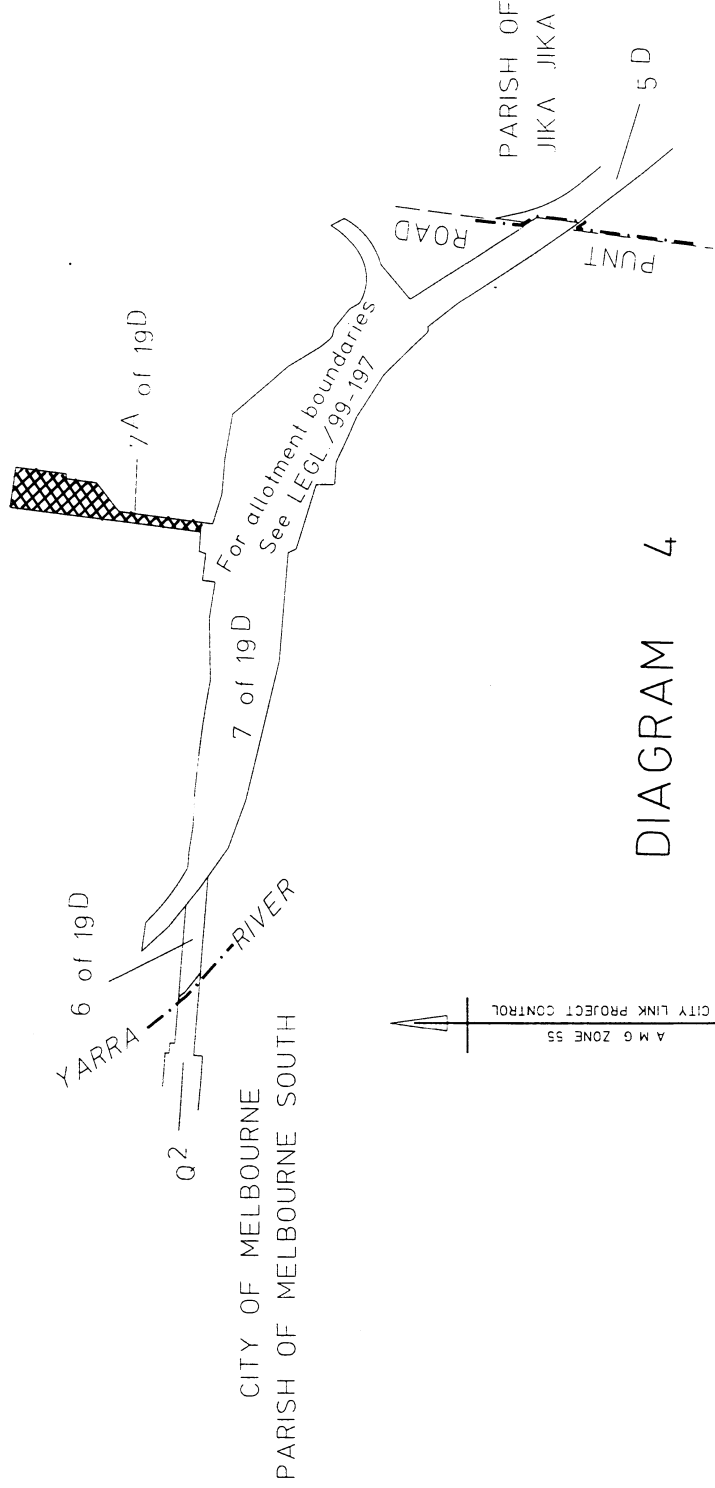 PARISH OF
JIKA JIKA
5 D
ROAD
PUNT
7A of 19D
For allotment boundaries
See LEGL./99-197
7 of 19D
6 of 19D
YARRA
RIVER
Q2
CITY OF MELBOURNE
PARISH OF MELBOURNE SOUTH
DIAGRAM 4
A M G ZONE 55
CITY LINK PROJECT CONTROL